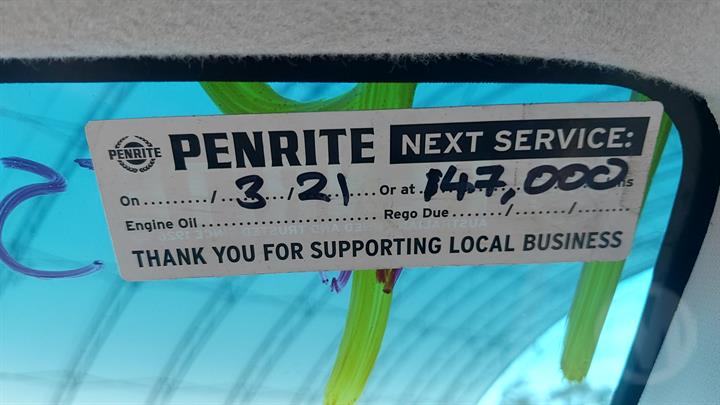 PENRITE PENRITE NEXT SERVICE:
On ....../..3../..21.... Or at 147,000 ms
Engine Oil .............................. Rego Due ......./......./.......
THANK YOU FOR SUPPORTING LOCAL BUSINESS